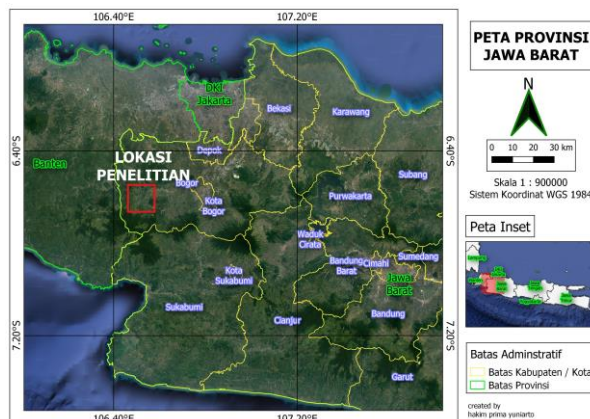 106.40°E
107.20°E
DKI
Jakarta
Bekasi
Karawang
6.40°S
6.40°S
Depok
Banten
LOKASI
PENELITIAN
Bogor
Kota
Bogor
Subang
Purwakarta
Waduk
Cirata
Bandung
Barat
Cimahi
Sumedang
Kota
Sukabumi
Jawa
Barat
Sukabumi
Cianjur
Bandung
7.20°S
7.20°S
Garut
106.40°E
107.20°E
PETA PROVINSI
JAWA BARAT
N
0 10 20 30 km
Skala 1 : 900000
Sistem Koordinat WGS 1984
Peta Inset
Batas Adminstratif
Batas Kabupaten / Kota
Batas Provinsi
created by
hakim prima yuniarto